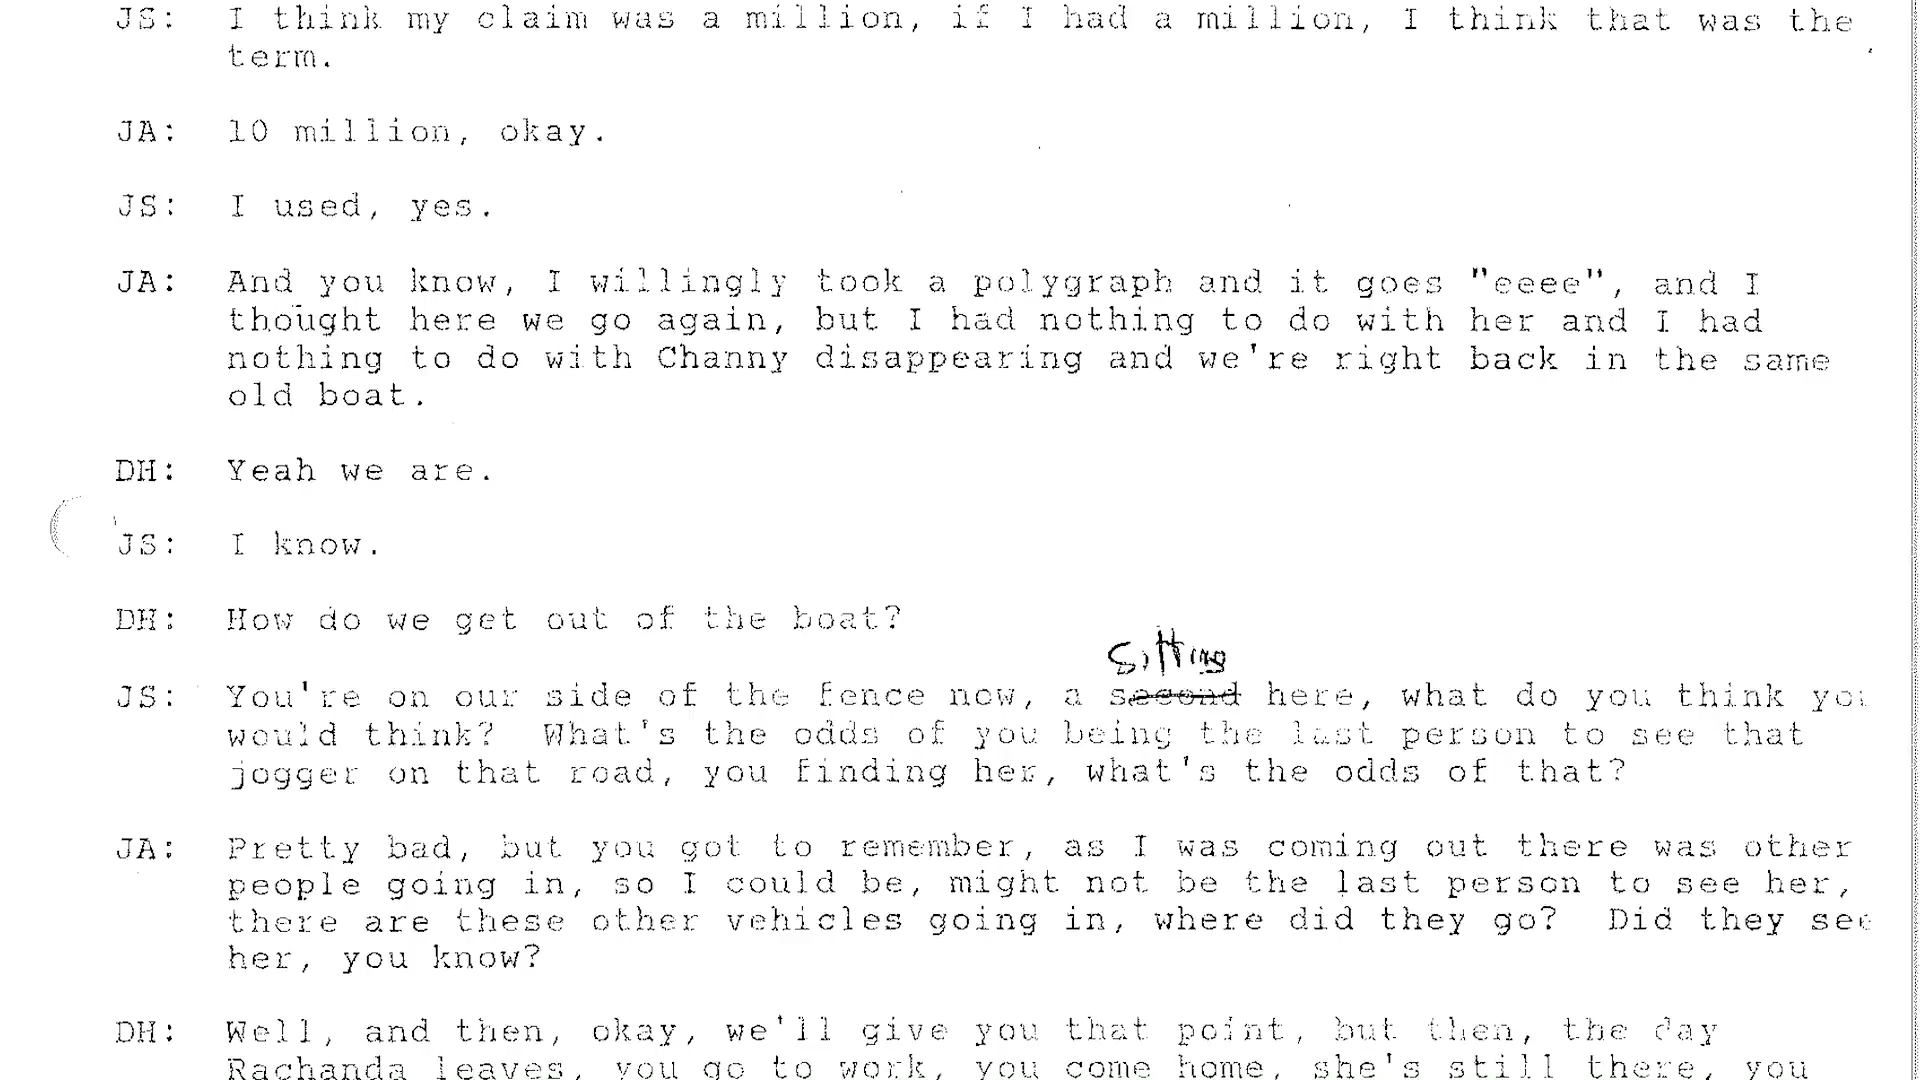 JS: I think my claim was a million, if I had a million, I think that was the
term.
JA: 10 million, okay.
JS: I used, yes.
JA: And you know, I willingly took a polygraph and it goes "eeee", and I
thought here we go again, but I had nothing to do with her and I had
nothing to do with Channy disappearing and we're right back in the same
old boat.
DH: Yeah we are.
JS: I know.
DH: How do we get out of the boat?
sitting
JS: You're on our side of the fence now, a second here, what do you think you
would think? What's the odds of you being the last person to see that
jogger on that road, you finding her, what's the odds of that?
JA: Pretty bad, but you got to remember, as I was coming out there was other
people going in, so I could be, might not be the last person to see her,
there are these other vehicles going in, where did they go? Did they see
her, you know?
DH: Well, and then, okay, we'll give you that point, but then, the day
Rachanda leaves, you go to work, you come home, she's still there, you